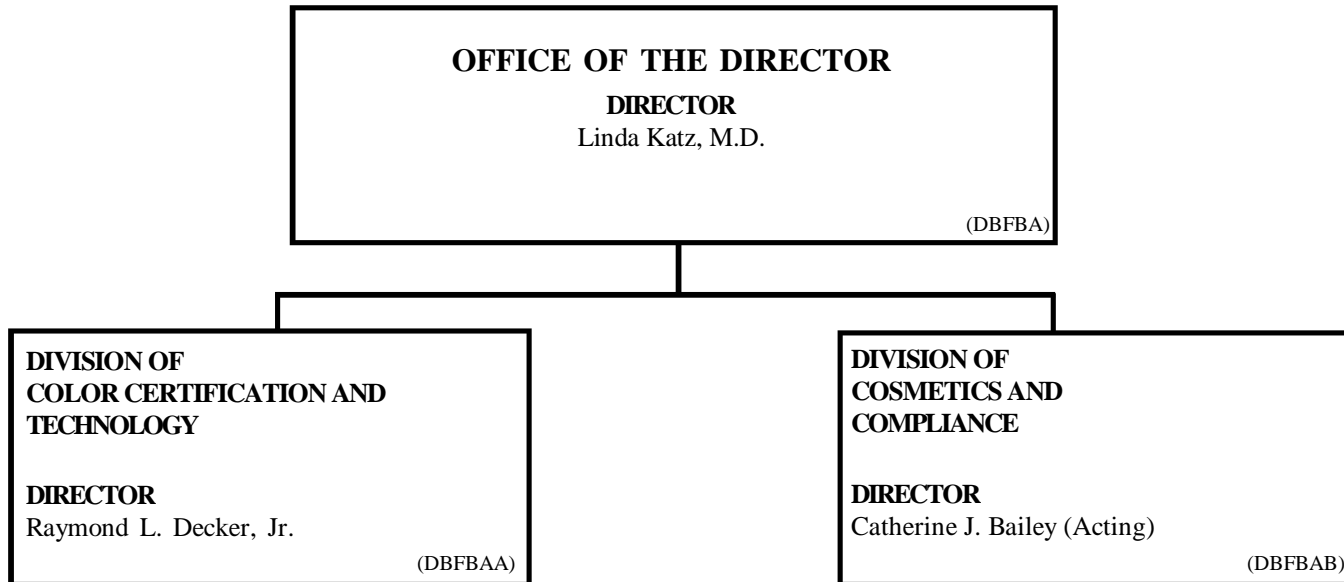 OFFICE OF THE DIRECTOR
DIRECTOR
Linda Katz, M.D.
(DBFBA)
DIVISION OF
COLOR CERTIFICATION AND
TECHNOLOGY
DIRECTOR
Raymond L. Decker, Jr.
(DBFBAA)
DIVISION OF
COSMETICS AND
COMPLIANCE
DIRECTOR
Catherine J. Bailey (Acting)
(DBFBAB)